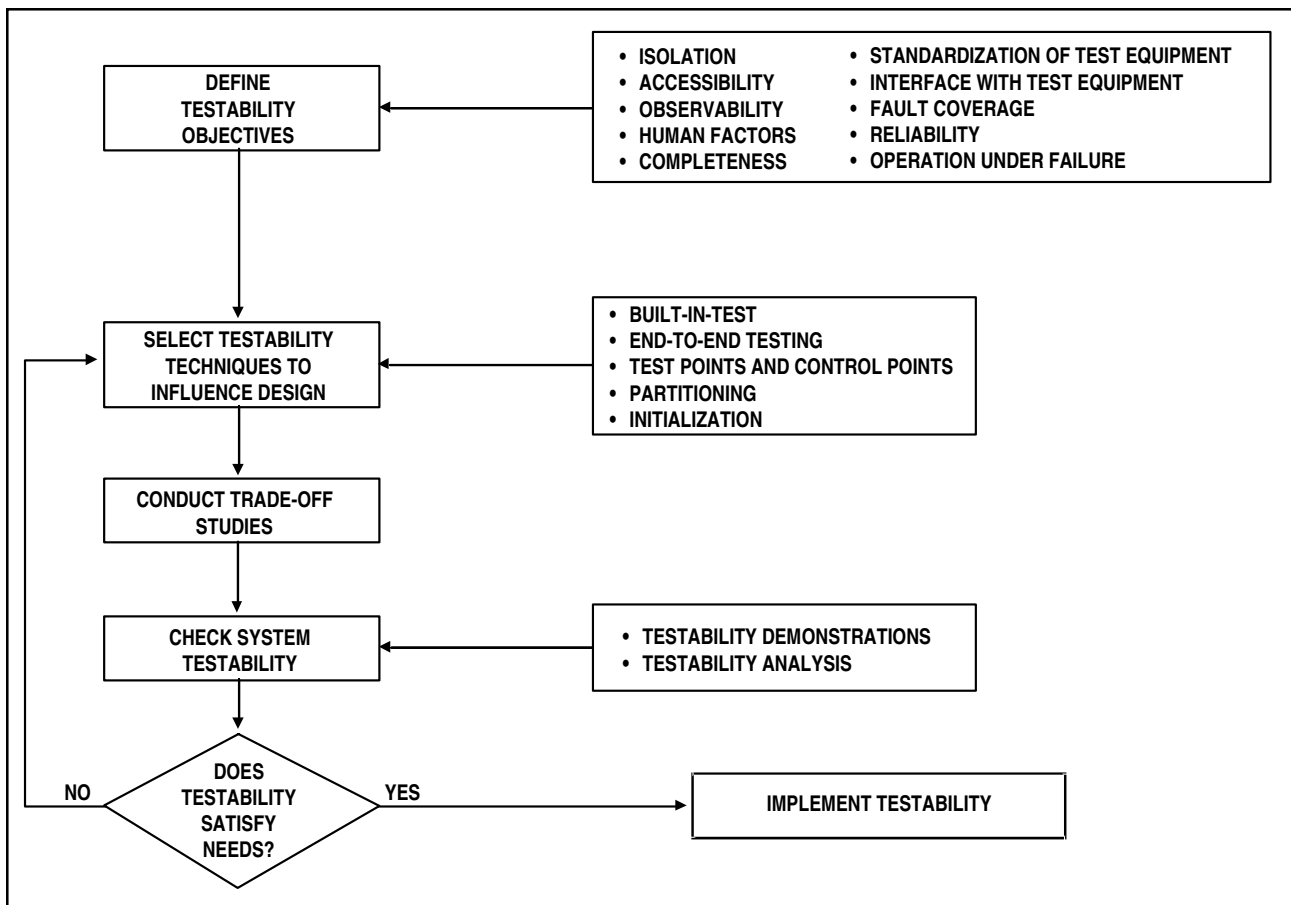 DEFINE
TESTABILITY
OBJECTIVES
• ISOLATION
• ACCESSIBILITY
• OBSERVABILITY
• HUMAN FACTORS
• COMPLETENESS
• STANDARDIZATION OF TEST EQUIPMENT
• INTERFACE WITH TEST EQUIPMENT
• FAULT COVERAGE
• RELIABILITY
• OPERATION UNDER FAILURE
SELECT TESTABILITY
TECHNIQUES TO
INFLUENCE DESIGN
• BUILT-IN-TEST
• END-TO-END TESTING
• TEST POINTS AND CONTROL POINTS
• PARTITIONING
• INITIALIZATION
CONDUCT TRADE-OFF
STUDIES
CHECK SYSTEM
TESTABILITY
• TESTABILITY DEMONSTRATIONS
• TESTABILITY ANALYSIS
DOES
TESTABILITY
SATISFY
NEEDS?
NO
YES
IMPLEMENT TESTABILITY